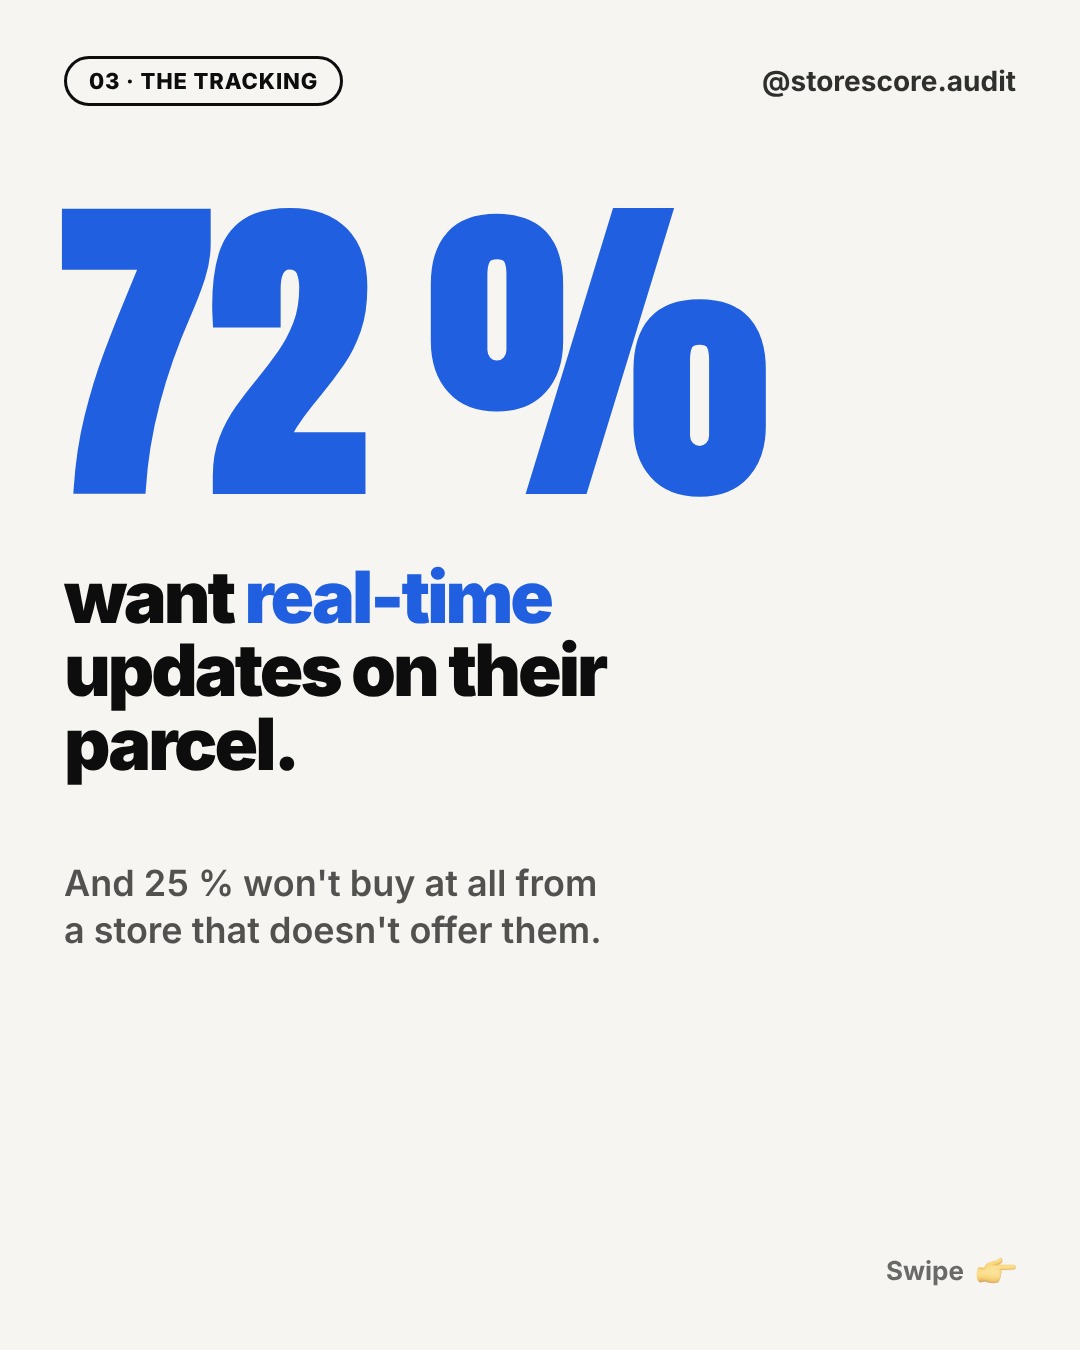 03 · THE TRACKING
@storescore.audit
72 %
want real-time
updates on their
parcel.
And 25 % won't buy at all from
a store that doesn't offer them.
Swipe 👉